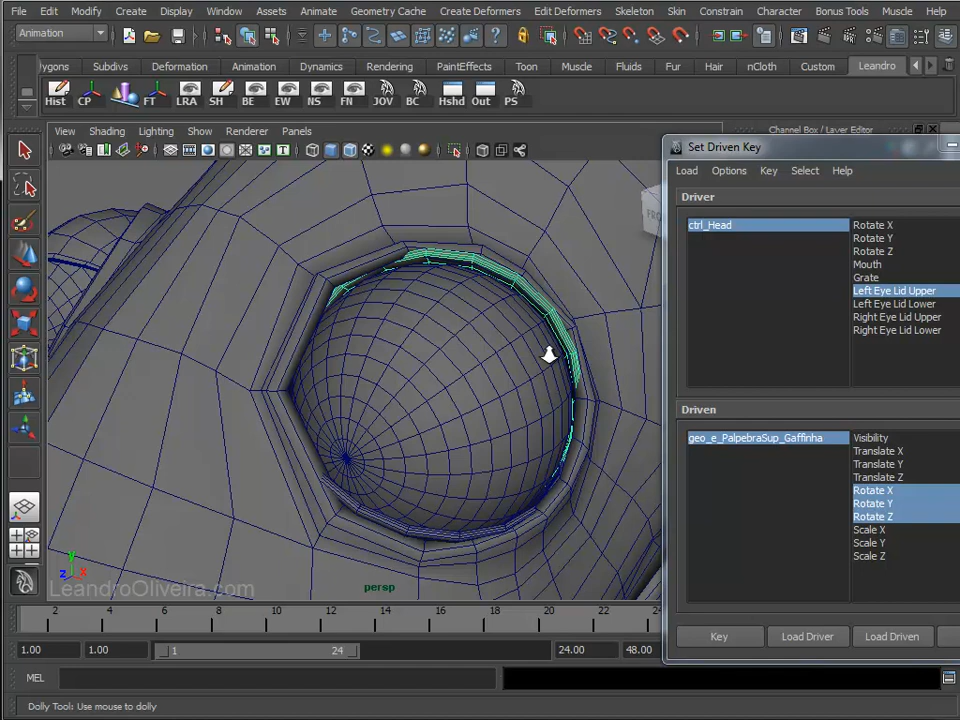 File Edit Modify Create Display Window Assets Animate Geometry Cache Create Deformers Edit Deformers Skeleton Skin Constrain Character Bonus Tools Muscle Help
Animation
olygons Subdivs Deformation Animation Dynamics Rendering PaintEffects Toon Muscle Fluids Fur Hair nCloth Custom Leandro
Hist CP FT LRA SH BE EW NS FN JOV BC Hshd Out PS
View Shading Lighting Show Renderer Panels
Channel Box / Layer Editor
Set Driven Key
Load Options Key Select Help
Driver
ctrl_Head
Rotate X
Rotate Y
Rotate Z
Mouth
Grate
Left Eye Lid Upper
Left Eye Lid Lower
Right Eye Lid Upper
Right Eye Lid Lower
Driven
geo_e_PalpebraSup_Gaffinha
Visibility
Translate X
Translate Y
Translate Z
Rotate X
Rotate Y
Rotate Z
Scale X
Scale Y
Scale Z
Key Load Driver Load Driven
y
z x
LeandroOliveira.com
persp
2 4 6 8 10 12 14 16 18 20 22 24
1.00 1.00 1 24 24.00 48.00
MEL
Dolly Tool: Use mouse to dolly